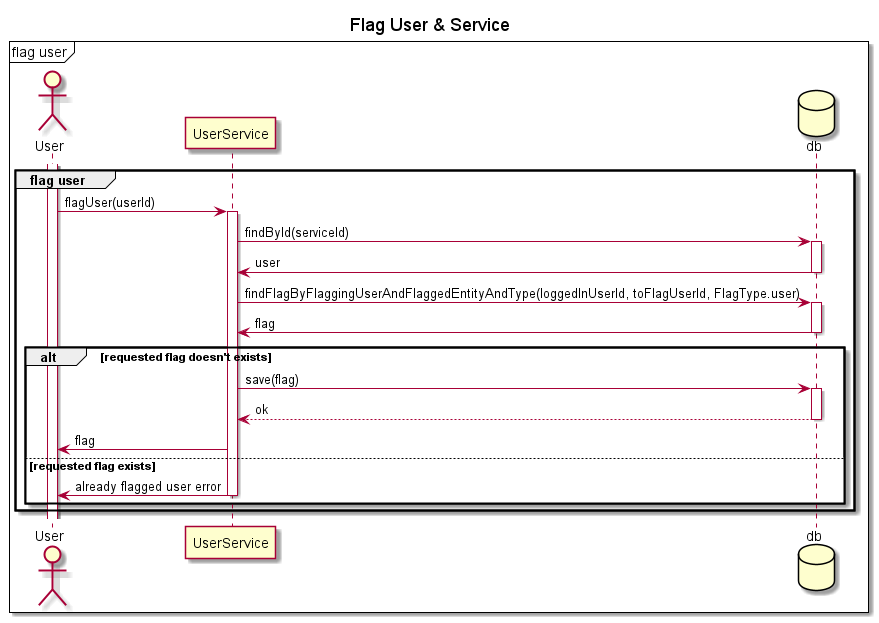 Flag User & Service
flag user
User
UserService
db
flag user
flagUser(userId)
findById(serviceId)
user
findFlagByFlaggingUserAndFlaggedEntityAndType(loggedInUserId, toFlagUserId, FlagType.user)
flag
alt [requested flag doesn't exists]
save(flag)
ok
flag
[requested flag exists]
already flagged user error
User
UserService
db